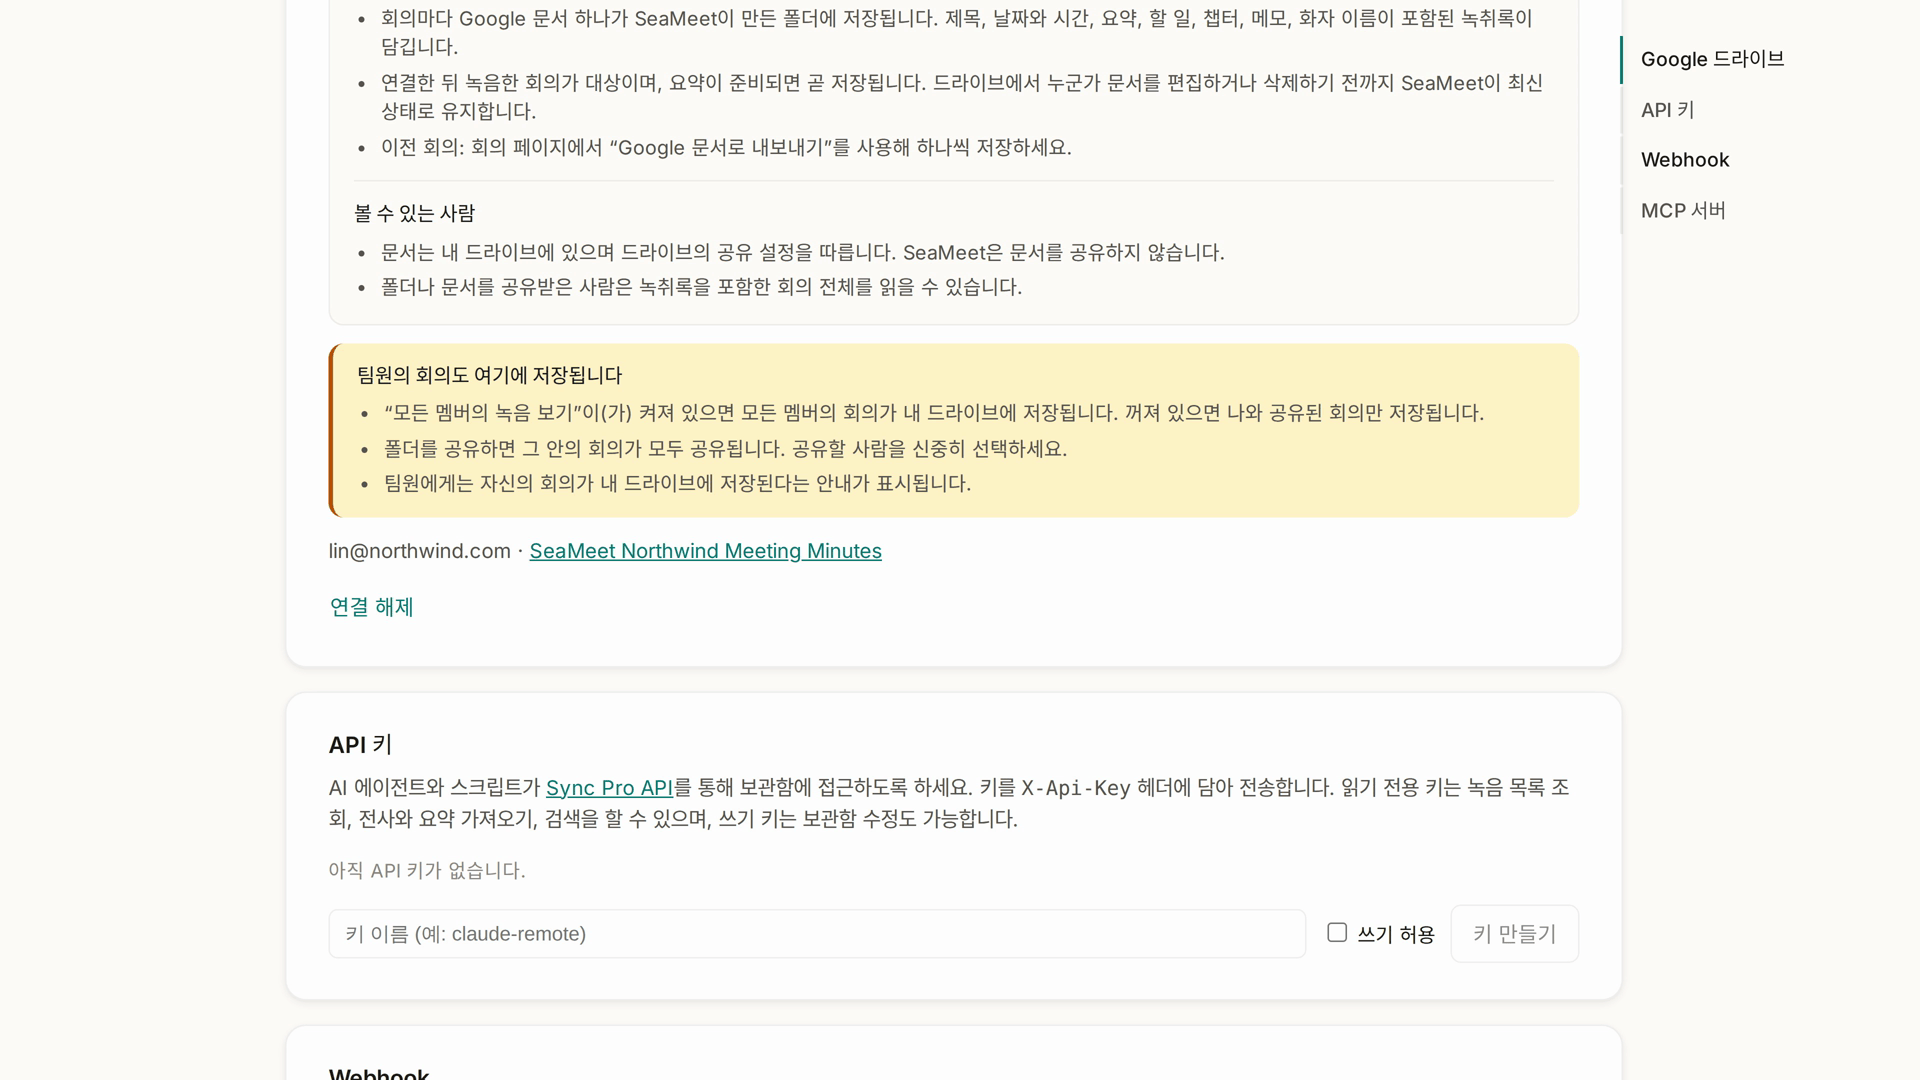 회의마다 Google 문서 하나가 SeaMeet이 만든 폴더에 저장됩니다. 제목, 날짜와 시간, 요약, 할 일, 챕터, 메모, 화자 이름이 포함된 녹취록이
담깁니다.
연결한 뒤 녹음한 회의가 대상이며, 요약이 준비되면 곧 저장됩니다. 드라이브에서 누군가 문서를 편집하거나 삭제하기 전까지 SeaMeet이 최신
상태로 유지합니다.
이전 회의: 회의 페이지에서 “Google 문서로 내보내기”를 사용해 하나씩 저장하세요.
볼 수 있는 사람
문서는 내 드라이브에 있으며 드라이브의 공유 설정을 따릅니다. SeaMeet은 문서를 공유하지 않습니다.
폴더나 문서를 공유받은 사람은 녹취록을 포함한 회의 전체를 읽을 수 있습니다.
팀원의 회의도 여기에 저장됩니다
“모든 멤버의 녹음 보기”이(가) 켜져 있으면 모든 멤버의 회의가 내 드라이브에 저장됩니다. 꺼져 있으면 나와 공유된 회의만 저장됩니다.
폴더를 공유하면 그 안의 회의가 모두 공유됩니다. 공유할 사람을 신중히 선택하세요.
팀원에게는 자신의 회의가 내 드라이브에 저장된다는 안내가 표시됩니다.
lin@northwind.com · SeaMeet Northwind Meeting Minutes
연결 해제
API 키
AI 에이전트와 스크립트가 Sync Pro API를 통해 보관함에 접근하도록 하세요. 키를 X-Api-Key 헤더에 담아 전송합니다. 읽기 전용 키는 녹음 목록 조
회, 전사와 요약 가져오기, 검색을 할 수 있으며, 쓰기 키는 보관함 수정도 가능합니다.
아직 API 키가 없습니다.
키 이름 (예: claude-remote)
쓰기 허용
키 만들기
Webhook
Google 드라이브
API 키
Webhook
MCP 서버